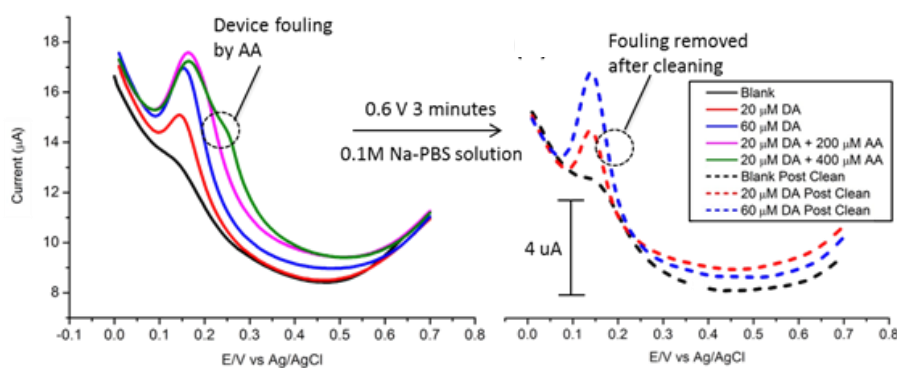 Device fouling
by AA
Fouling removed
after cleaning
0.6 V 3 minutes
0.1M Na-PBS solution
Current (μA)
18
16
14
12
10
8
-0.1 0.0 0.1 0.2 0.3 0.4 0.5 0.6 0.7 0.8
E/V vs Ag/AgCl
Blank
20 μM DA
60 μM DA
20 μM DA + 200 μM AA
20 μM DA + 400 μM AA
Blank Post Clean
20 μM DA Post Clean
60 μM DA Post Clean
4 uA
0.0 0.1 0.2 0.3 0.4 0.5 0.6 0.7 0.8
E/V vs Ag/AgCl